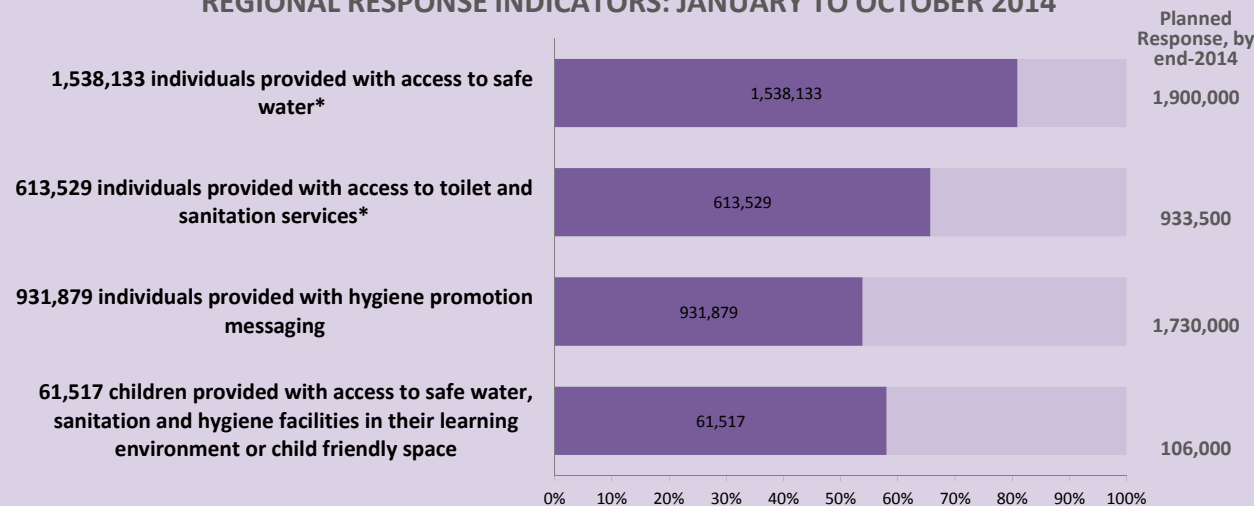 REGIONAL RESPONSE INDICATORS: JANUARY TO OCTOBER 2014
Planned
Response, by
end-2014
1,538,133 individuals provided with access to safe
water*
1,538,133
1,900,000
613,529 individuals provided with access to toilet and
sanitation services*
613,529
933,500
931,879 individuals provided with hygiene promotion
messaging
931,879
1,730,000
61,517 children provided with access to safe water,
sanitation and hygiene facilities in their learning
environment or child friendly space
61,517
106,000
0% 10% 20% 30% 40% 50% 60% 70% 80% 90% 100%